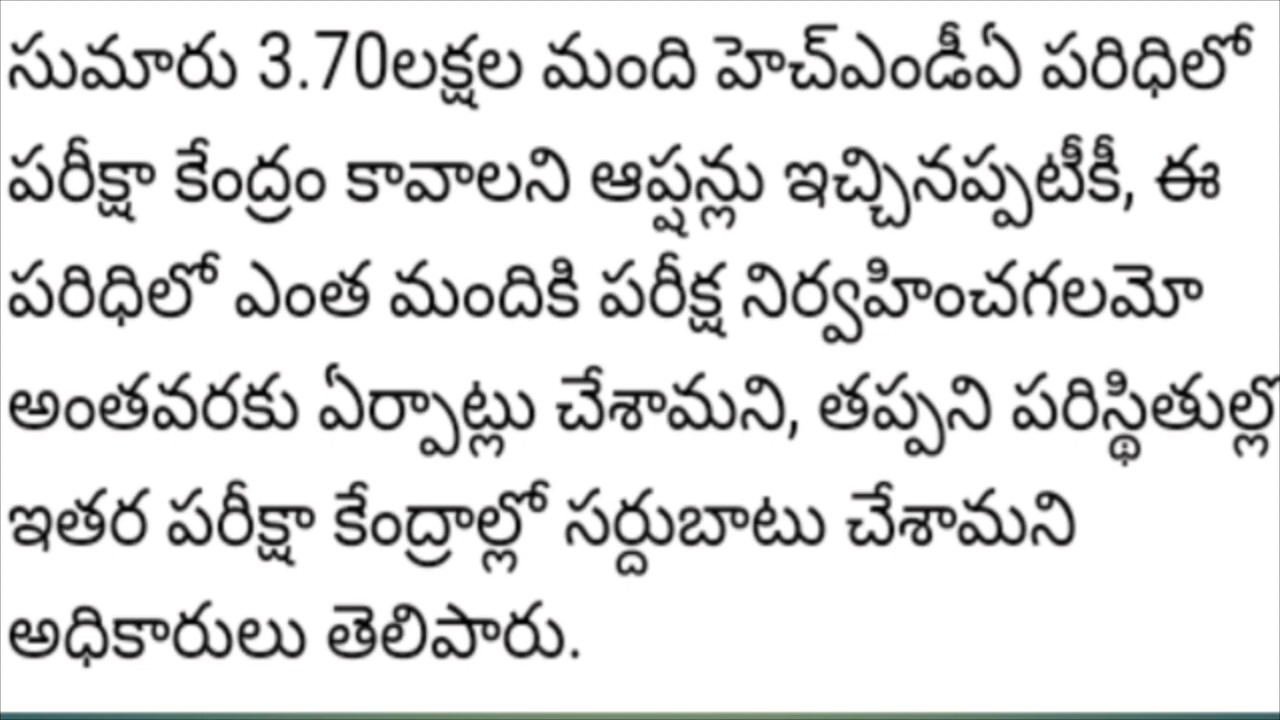 సుమారు 3.70లక్షల మంది హెచ్ఎండీఏ పరిధిలో
పరీక్షా కేంద్రం కావాలని ఆప్షన్లు ఇచ్చినప్పటికీ, ఈ
పరిధిలో ఎంత మందికి పరీక్ష నిర్వహించగలమో
అంతవరకు ఏర్పాట్లు చేశామని, తప్పని పరిస్థితుల్లో
ఇతర పరీక్షా కేంద్రాల్లో సర్దుబాటు చేశామని
అధికారులు తెలిపారు.